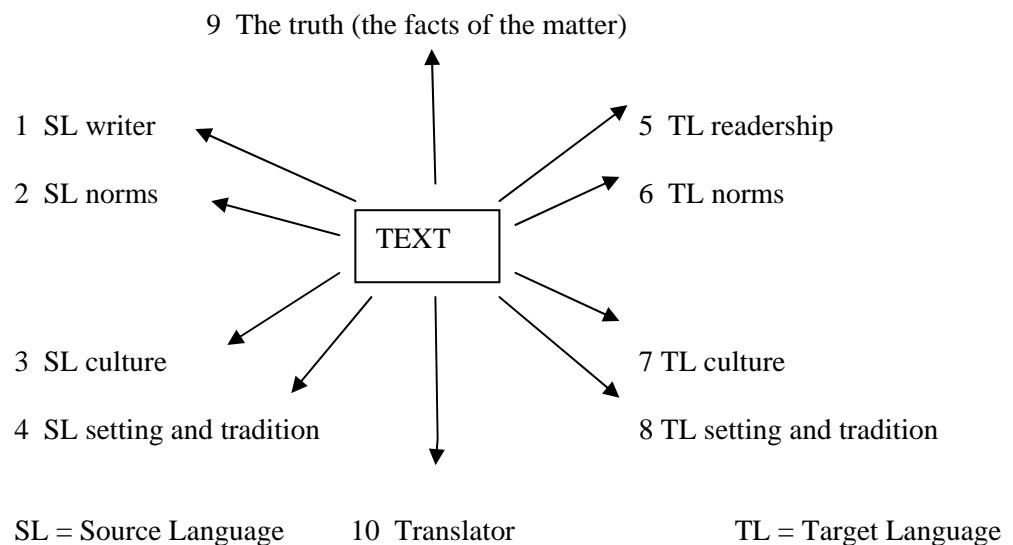 9 The truth (the facts of the matter)
1 SL writer
5 TL readership
2 SL norms
6 TL norms
TEXT
3 SL culture
7 TL culture
4 SL setting and tradition
8 TL setting and tradition
SL = Source Language
10 Translator
TL = Target Language